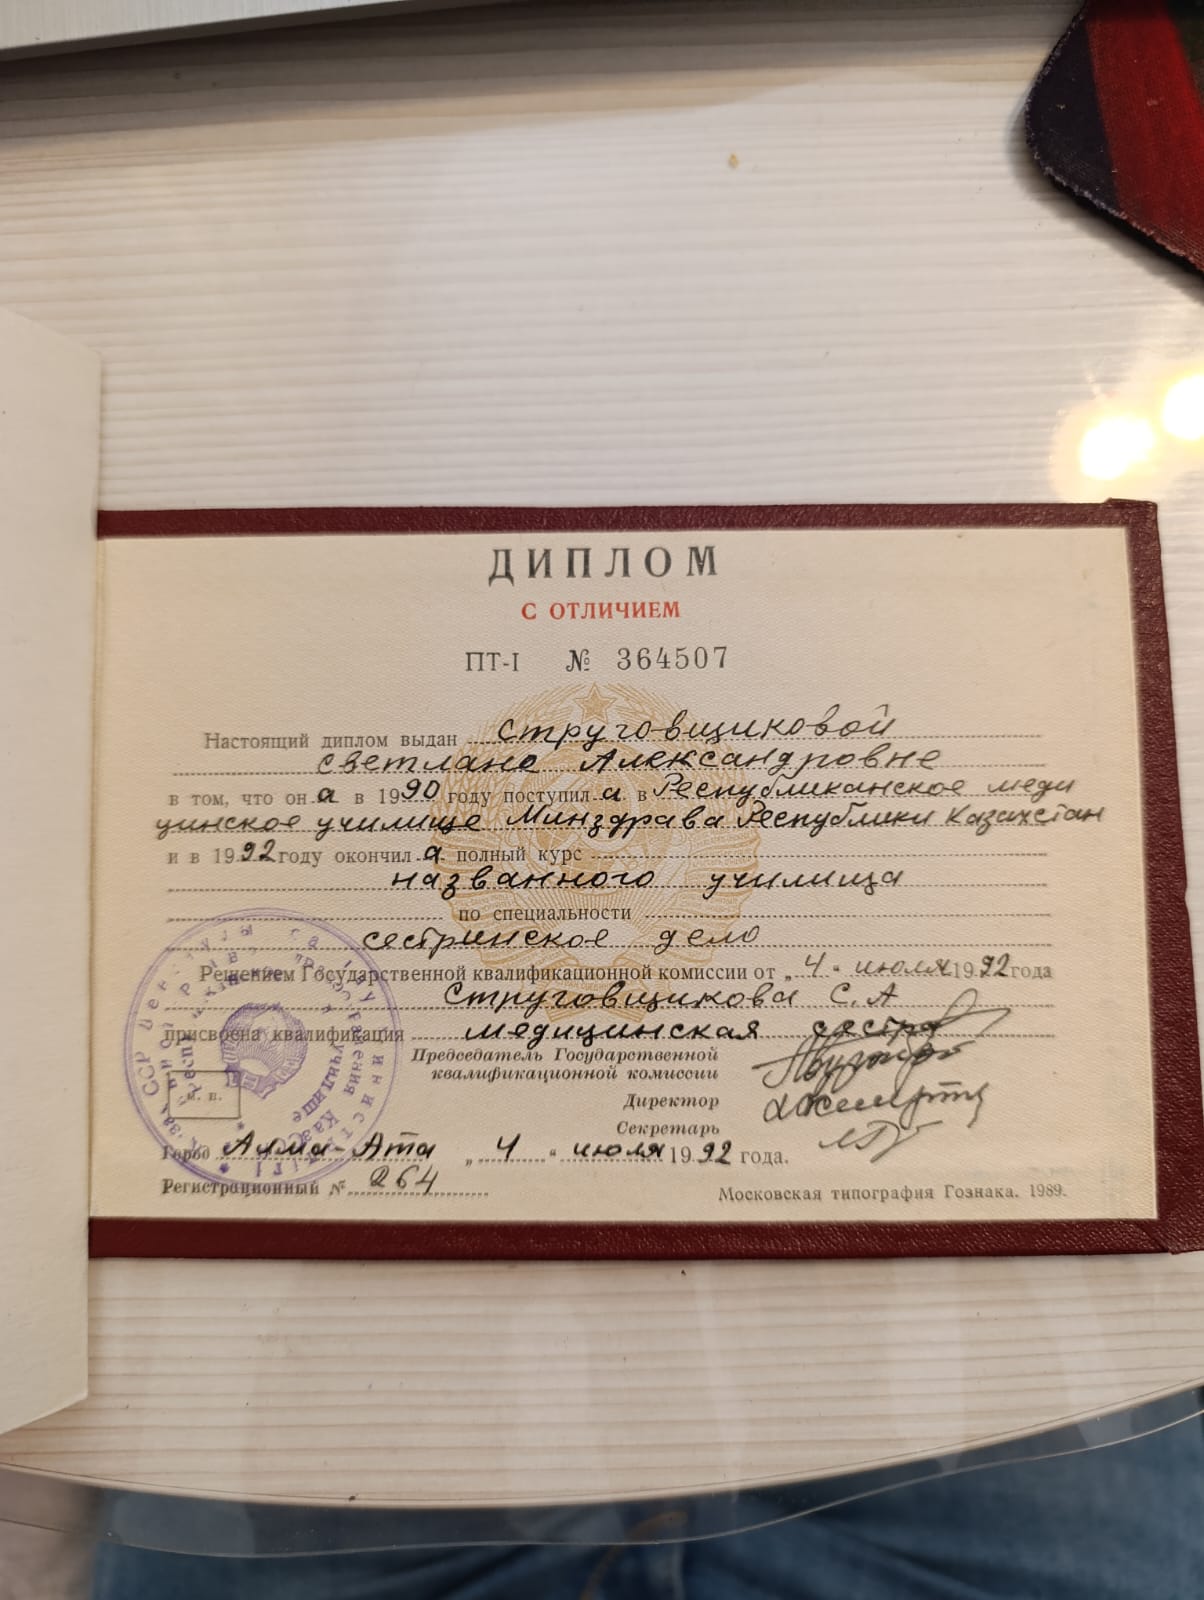 ДИПЛОМ
С ОТЛИЧИЕМ
ПТ-I № 364507
Настоящий диплом выдан Струговщиковой
Светлане Александровне
в том, что она в 1990 году поступила в Республиканское меди
цинское училище Минздрава Республики Казахстан
и в 1992 году окончила полный курс
названного училища
по специальности
сестринское дело
Решением Государственной квалификационной комиссии от „4" июля 1992 года
Струговщикова С.А
присвоена квалификация медицинская сестра
Председатель Государственной
квалификационной комиссии
Директор
Секретарь
М. П.
Город Алма-Ата „4" июля 1992 года.
Регистрационный № 264
Московская типография Гознака. 1989.